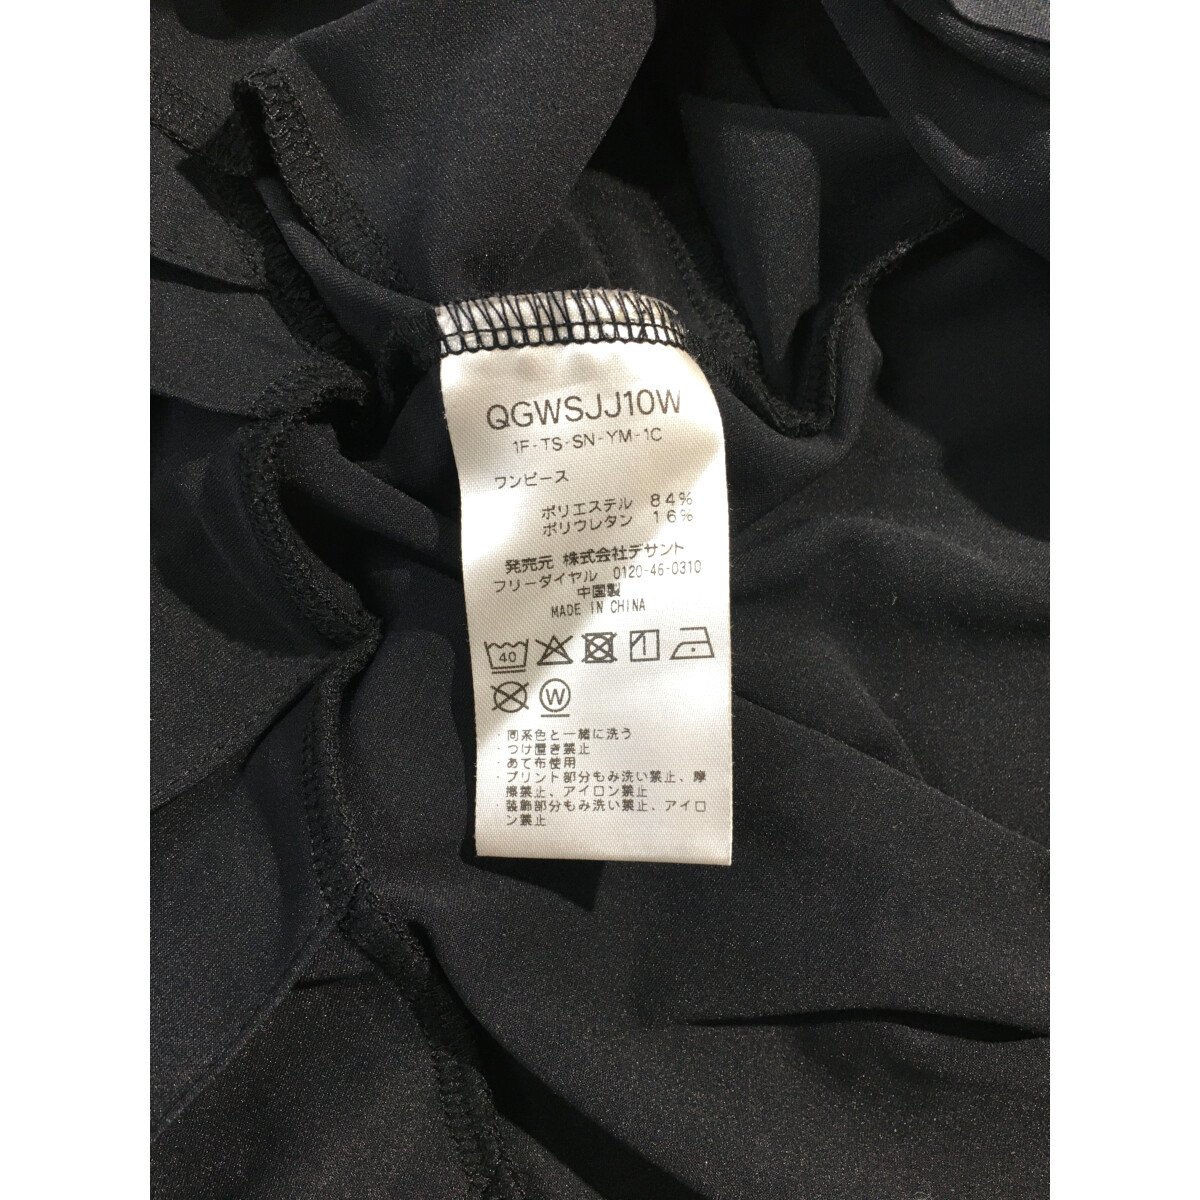 QGWSJJ10W
1F-TS-SN-YM-1C
ワンピース
ポリエステル 84%
ポリウレタン 16%
発売元 株式会社デサント
フリーダイヤル 0120-46-0310
中国製
MADE IN CHINA
40
W
・同系色と一緒に洗う
・つけ置き禁止
・あて布使用
・プリント部分もみ洗い禁止、摩
擦禁止、アイロン禁止
・装飾部分もみ洗い禁止、アイロ
ン禁止